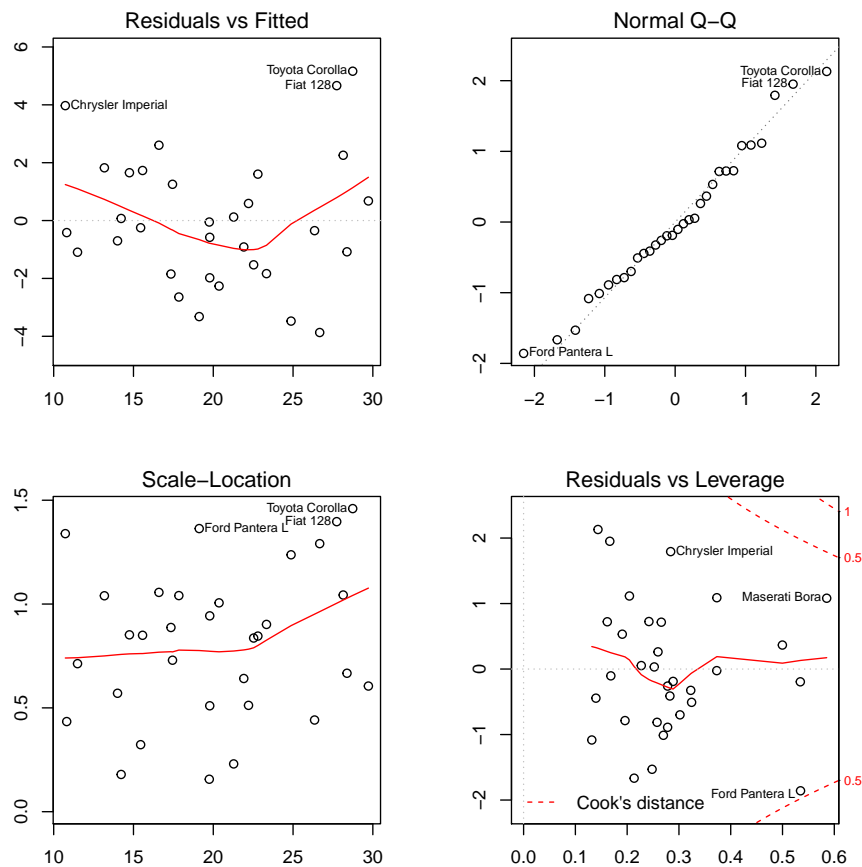 Residuals vs Fitted
6
4
2
0
−2
−4
Toyota Corolla
Fiat 128
Chrysler Imperial
10 15 20 25 30
Normal Q−Q
2
1
0
−1
−2
Toyota Corolla
Fiat 128
Ford Pantera L
−2 −1 0 1 2
Scale−Location
1.5
1.0
0.5
0.0
Toyota Corolla
Fiat 128
Ford Pantera L
10 15 20 25 30
Residuals vs Leverage
2
1
0
−1
−2
1
0.5
0.5
Chrysler Imperial
Maserati Bora
Ford Pantera L
Cook's distance
0.0 0.1 0.2 0.3 0.4 0.5 0.6